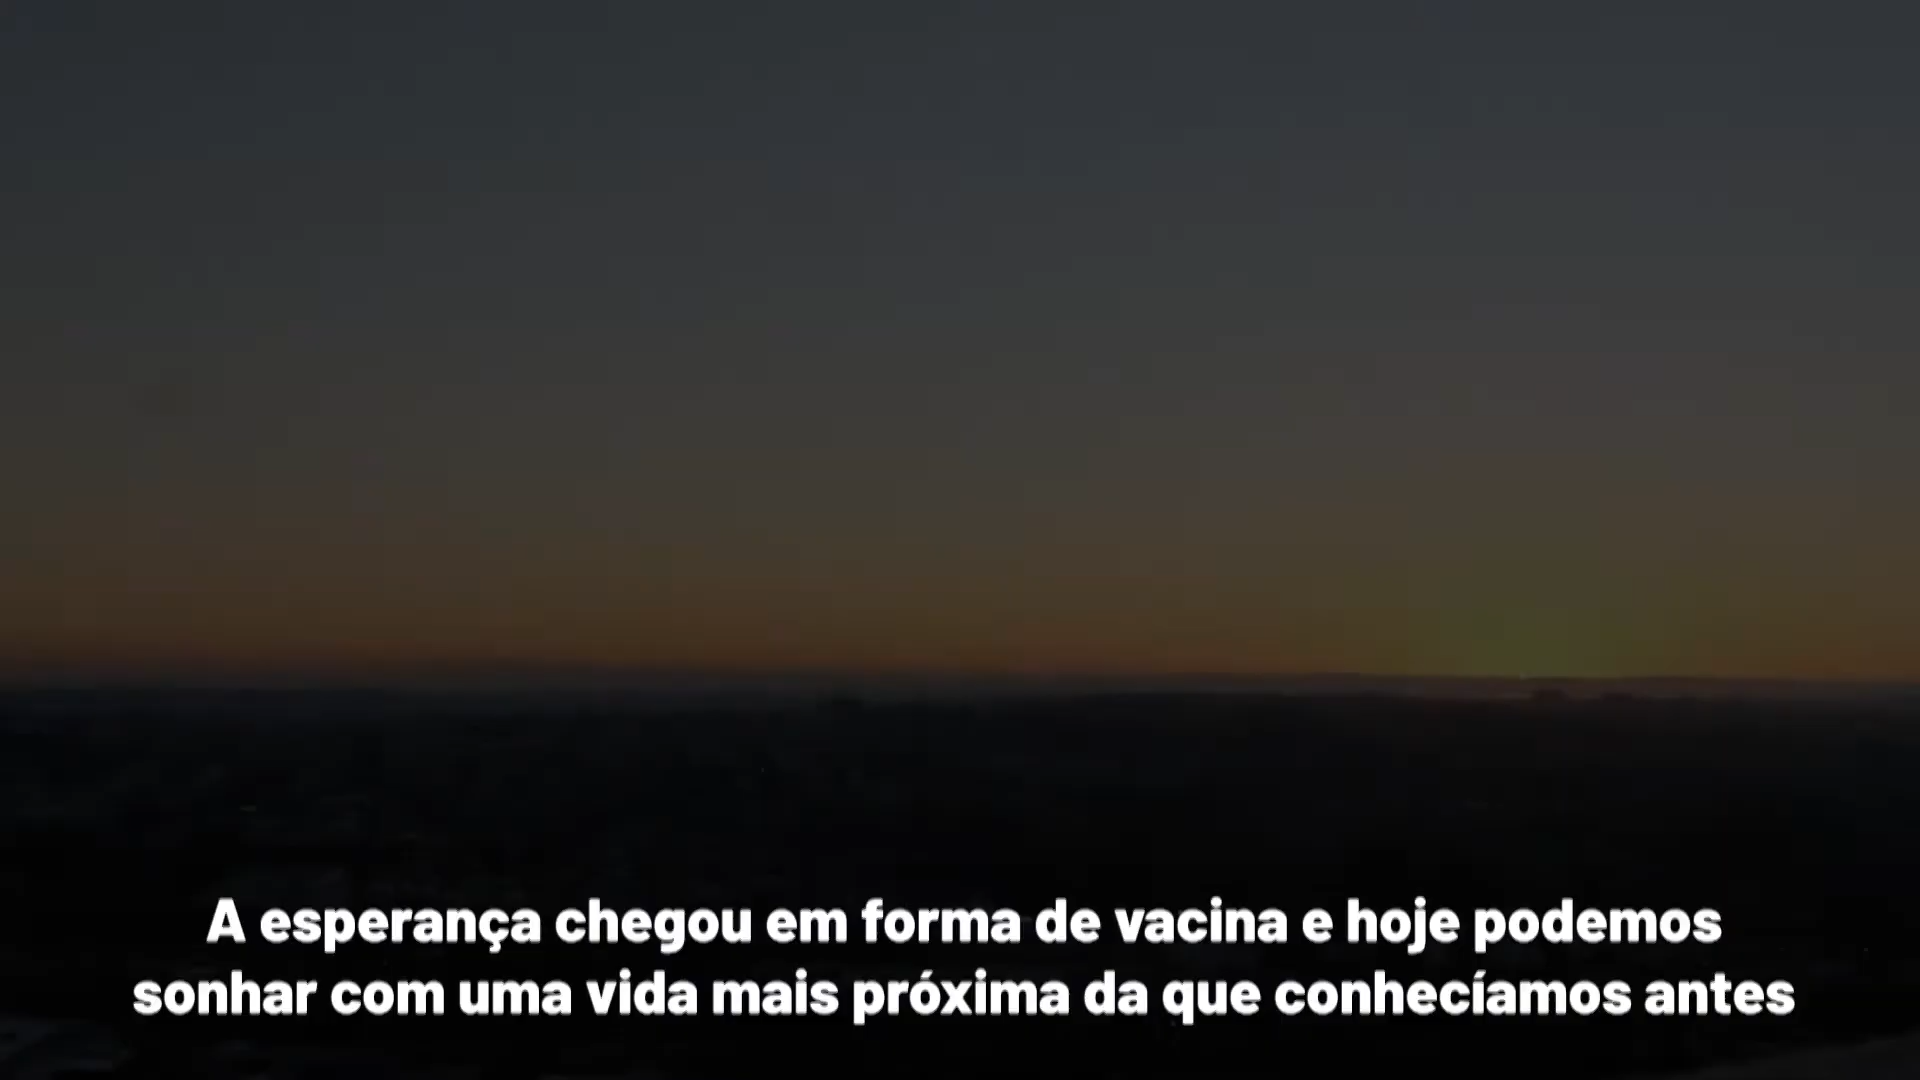 A esperança chegou em forma de vacina e hoje podemos
sonhar com uma vida mais próxima da que conhecíamos antes